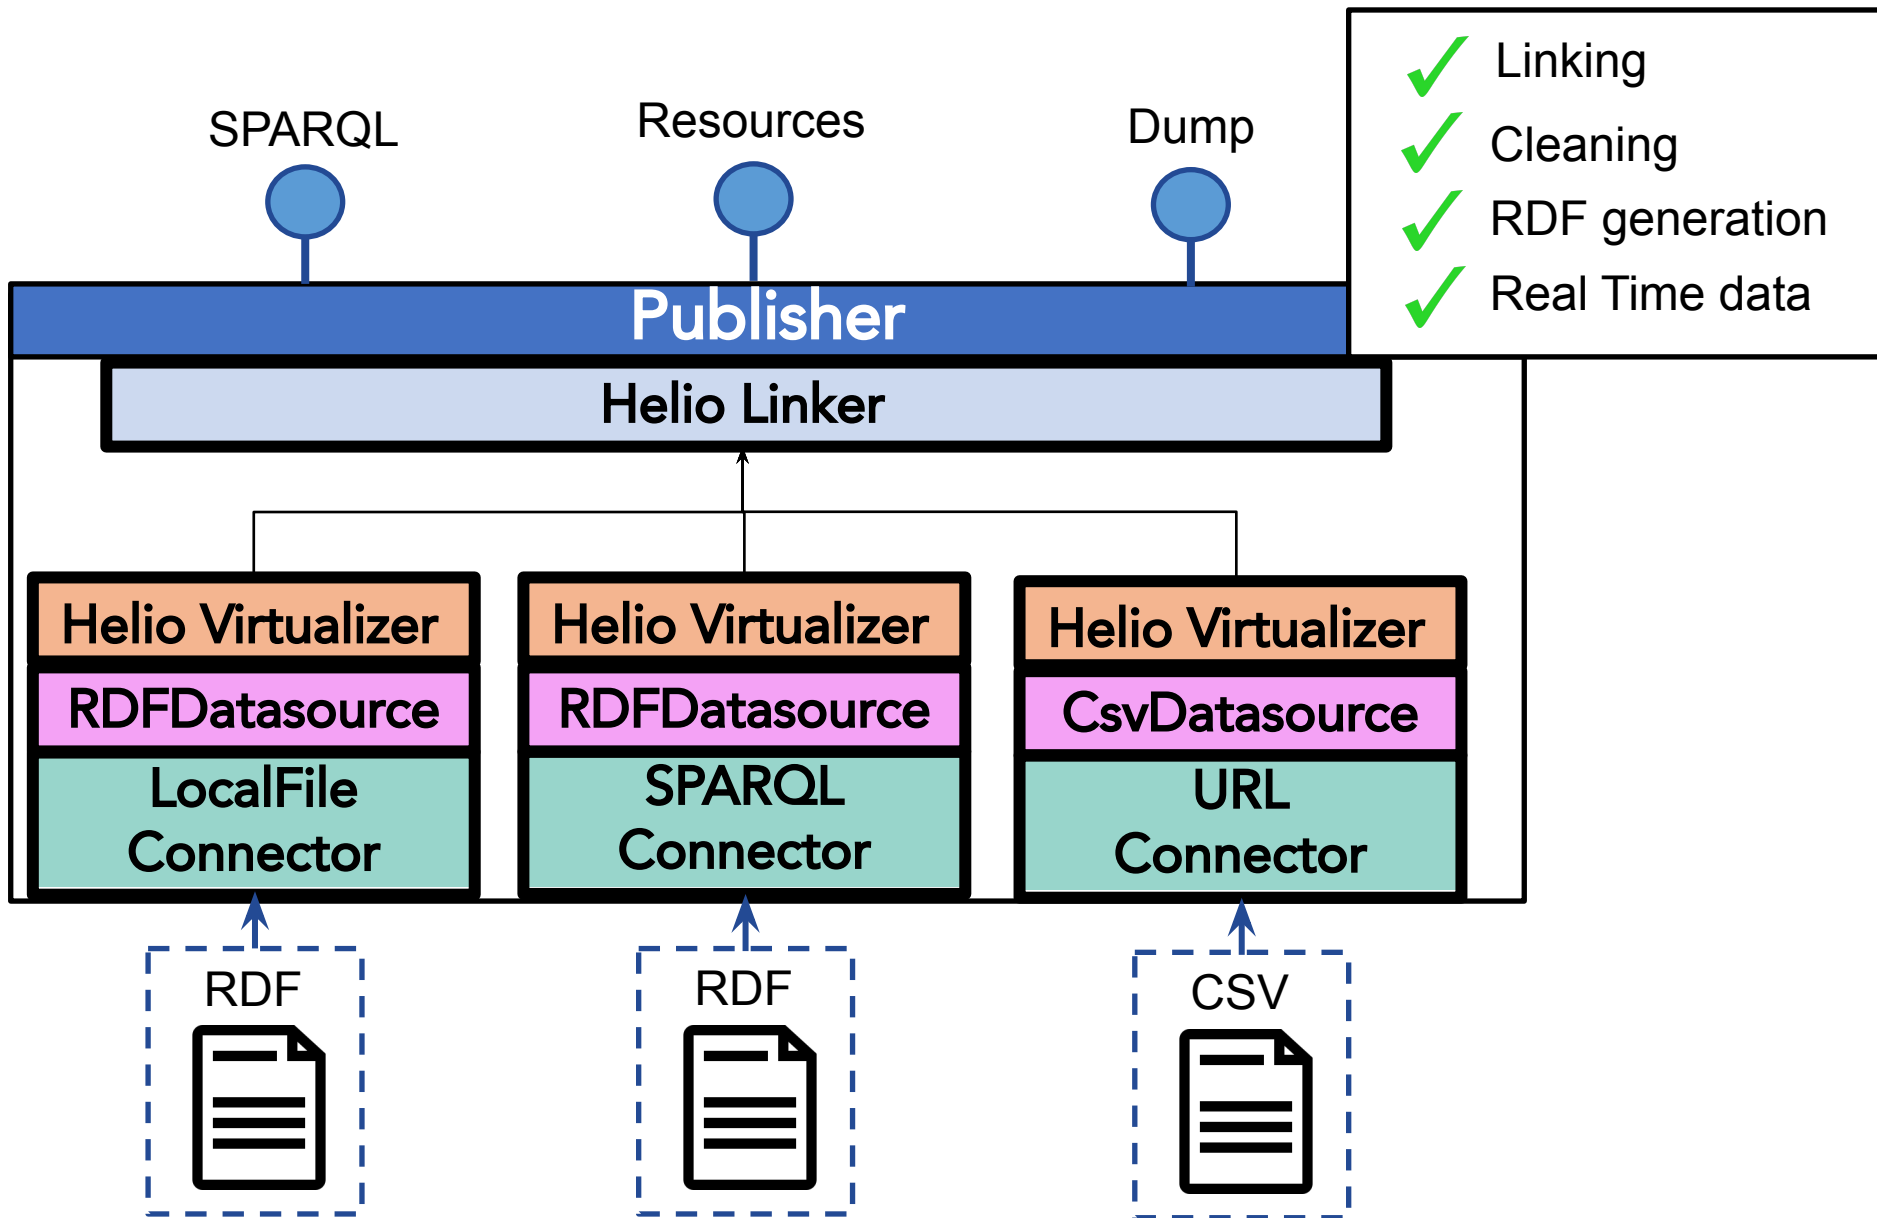 Linking
Cleaning
RDF generation
Real Time data
SPARQL
Resources
Dump
Publisher
Helio Linker
Helio Virtualizer
RDFDatasource
LocalFile
Connector
Helio Virtualizer
RDFDatasource
SPARQL
Connector
Helio Virtualizer
CsvDatasource
URL
Connector
RDF
RDF
CSV